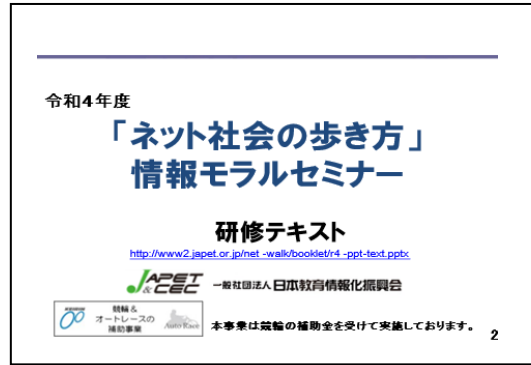 令和4年度
「ネット社会の歩き方」
情報モラルセミナー
研修テキスト
http://www2.japet.or.jp/net -walk/booklet/r4 -ppt-text.pptx
JAPET
&CEC
一般社団法人日本教育情報化振興会
競輪&
オートレースの
補助事業
Auto Race
本事業は競輪の補助金を受けて実施しております。
2